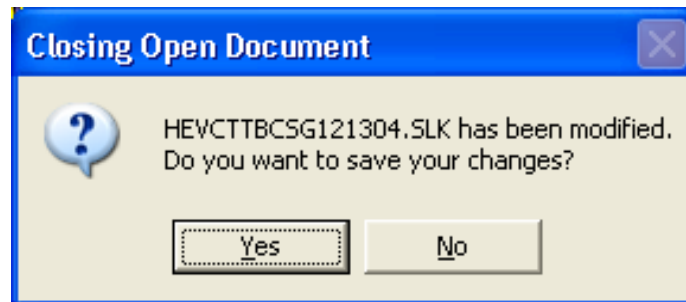 Closing Open Document
HEVCTTBCSG121304.SLK has been modified.
Do you want to save your changes?
Yes No